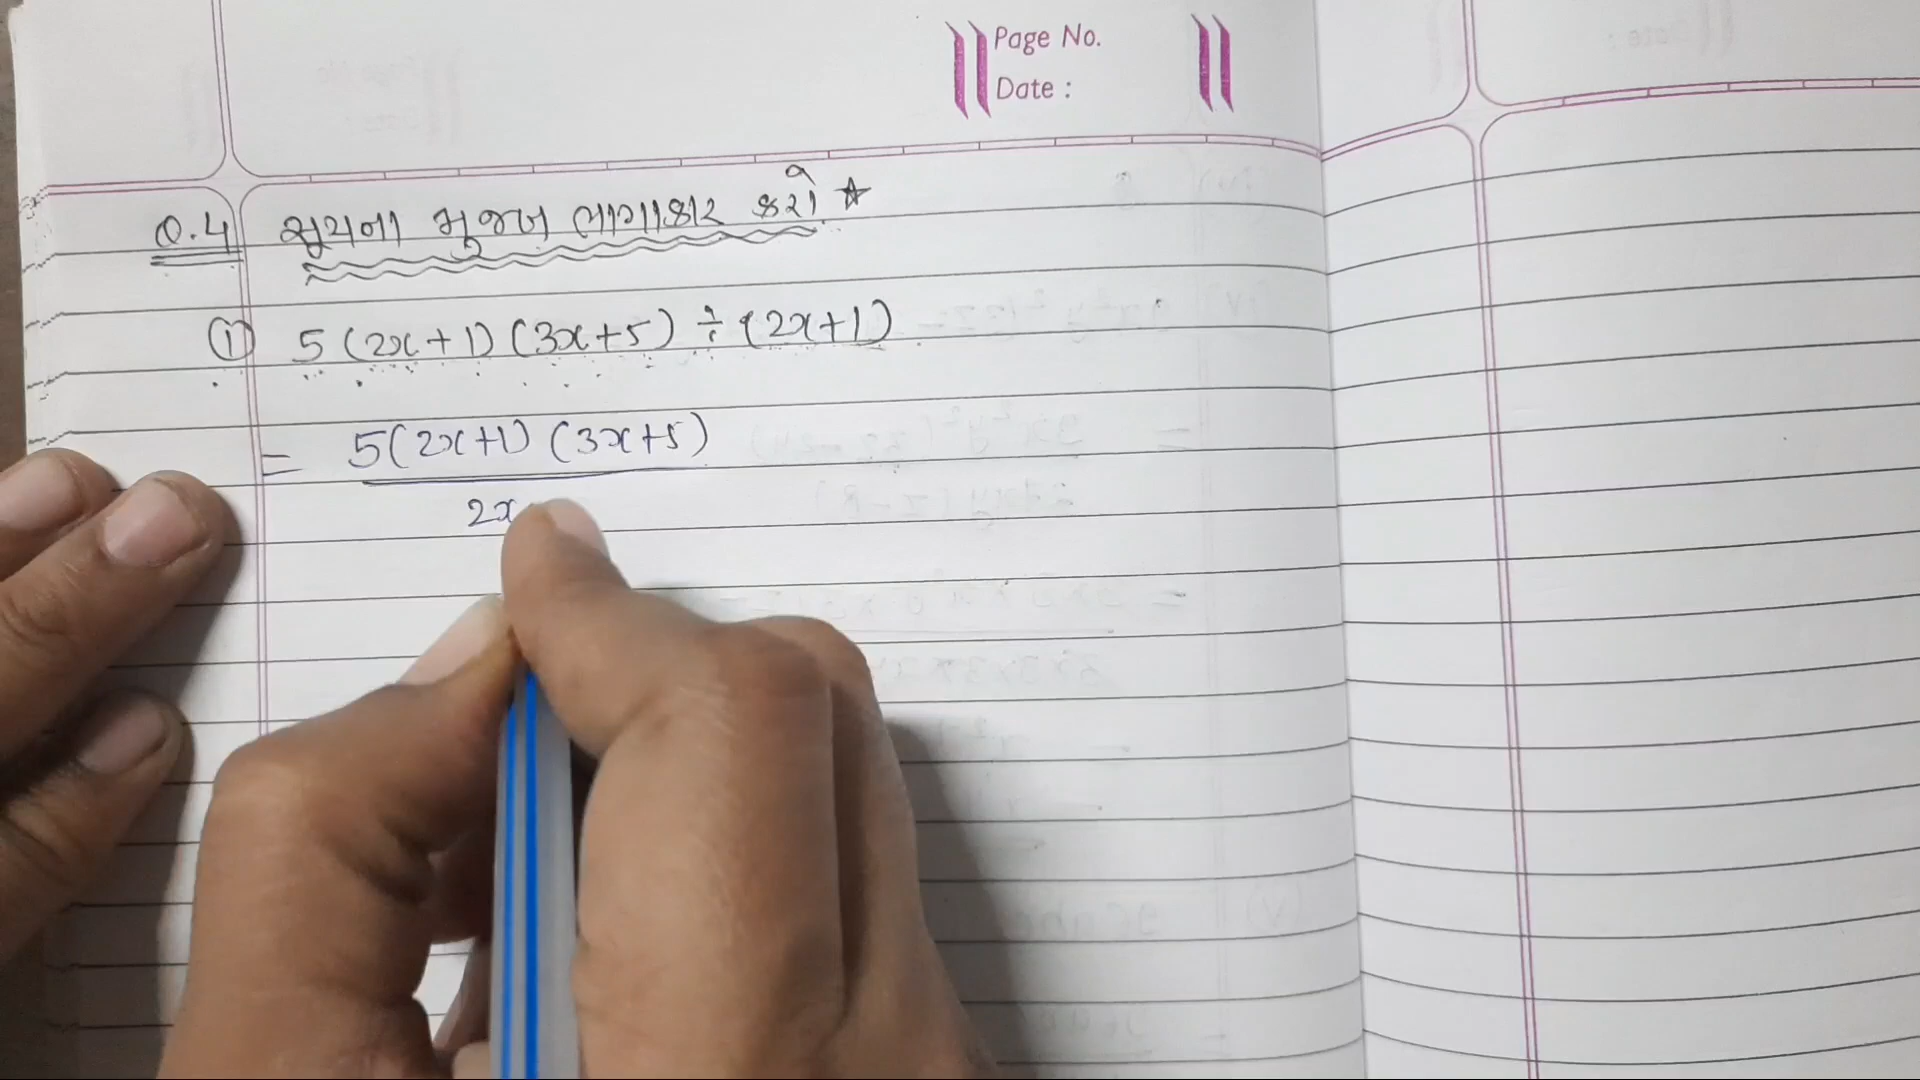 Page No.
Date :
Q.4 સુચના મુજબ ભાગાકાર કરો
① 5(2x+1)(3x+5) ÷ (2x+1)
= 5(2x+1)(3x+5)
2x